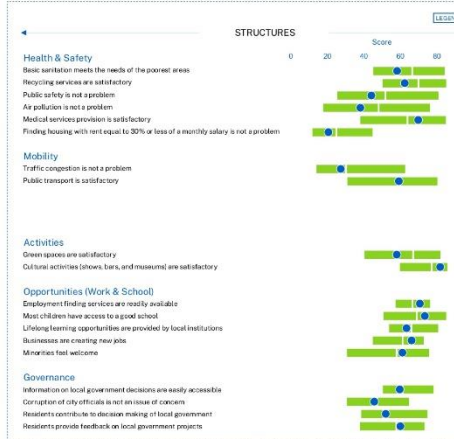 STRUCTURES
Score
Health & Safety
0 20 40 60 80
Basic sanitation meets the needs of the poorest areas
Recycling services are satisfactory
Public safety is not a problem
Air pollution is not a problem
Medical services provision is satisfactory
Finding housing with rent equal to 30% or less of a monthly salary is not a problem
Mobility
Traffic congestion is not a problem
Public transport is satisfactory
Activities
Green spaces are satisfactory
Cultural activities (shows, bars, and museums) are satisfactory
Opportunities (Work & School)
Employment finding services are readily available
Most children have access to a good school
Lifelong learning opportunities are provided by local institutions
Businesses are creating new jobs
Minorities feel welcome
Governance
Information on local government decisions are easily accessible
Corruption of city officials is not an issue of concern
Residents contribute to decision making of local government
Residents provide feedback on local government projects